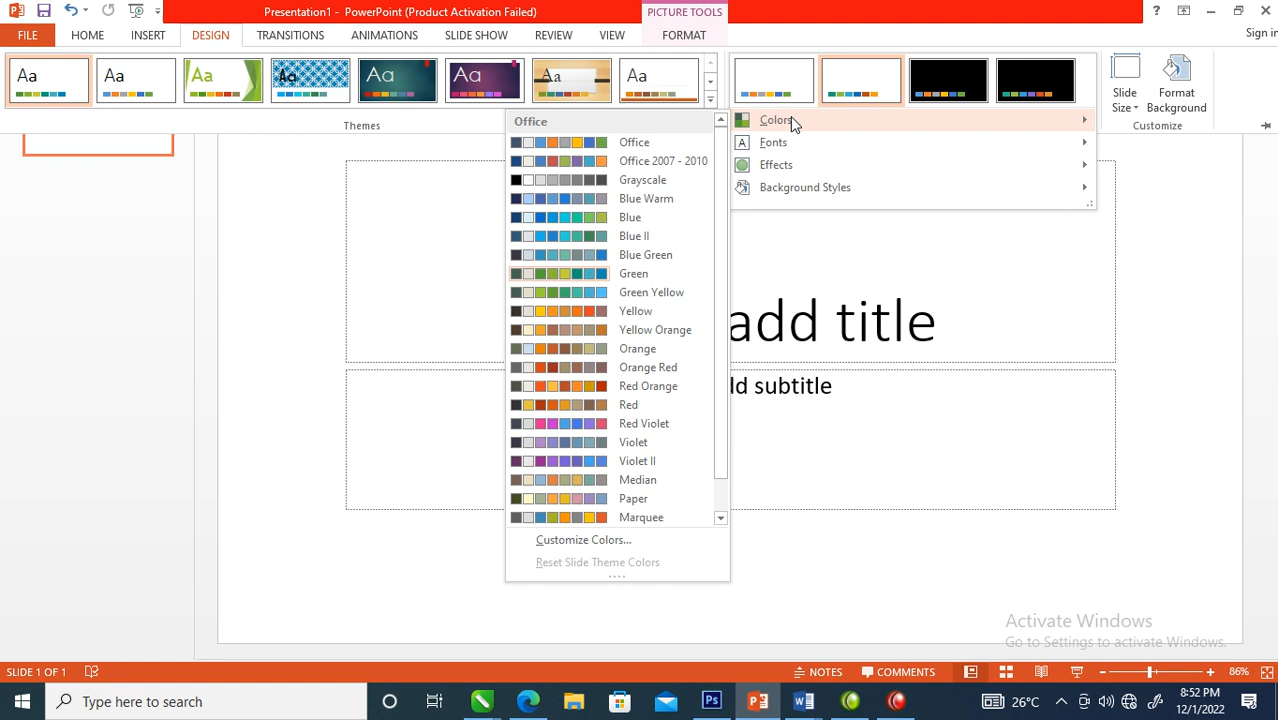 Presentation1 - PowerPoint (Product Activation Failed)
PICTURE TOOLS
?
FILE
HOME
INSERT
DESIGN
TRANSITIONS
ANIMATIONS
SLIDE SHOW
REVIEW
VIEW
FORMAT
Sign in
Aa
Aa
Aa
Aa
Aa
Aa
Aa
Aa
Slide Size
Format Background
Themes
Customize
Colors
Fonts
Effects
Background Styles
Office
Office
Office 2007 - 2010
Grayscale
Blue Warm
Blue
Blue II
Blue Green
Green
Green Yellow
Yellow
Yellow Orange
Orange
Orange Red
Red Orange
Red
Red Violet
Violet
Violet II
Median
Paper
Marquee
Customize Colors...
Reset Slide Theme Colors
add title
dd subtitle
Activate Windows
Go to Settings to activate Windows.
SLIDE 1 OF 1
NOTES
COMMENTS
86%
Type here to search
26°C
8:52 PM
12/1/2022